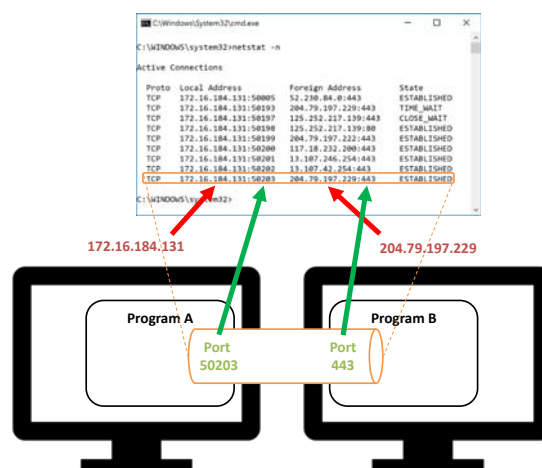 C:\Windows\System32\cmd.exe
C:\WINDOWS\system32>netstat -n
Active Connections
Proto Local Address Foreign Address State
TCP 172.16.184.131:50005 52.230.84.0:443 ESTABLISHED
TCP 172.16.184.131:50193 204.79.197.229:443 TIME_WAIT
TCP 172.16.184.131:50197 125.252.217.139:443 CLOSE_WAIT
TCP 172.16.184.131:50198 125.252.217.139:80 ESTABLISHED
TCP 172.16.184.131:50199 204.79.197.222:443 ESTABLISHED
TCP 172.16.184.131:50200 117.18.232.200:443 ESTABLISHED
TCP 172.16.184.131:50201 13.107.246.254:443 ESTABLISHED
TCP 172.16.184.131:50202 13.107.42.254:443 ESTABLISHED
TCP 172.16.184.131:50203 204.79.197.229:443 ESTABLISHED
C:\WINDOWS\system32>
172.16.184.131
204.79.197.229
Program A
Program B
Port
50203
Port
443